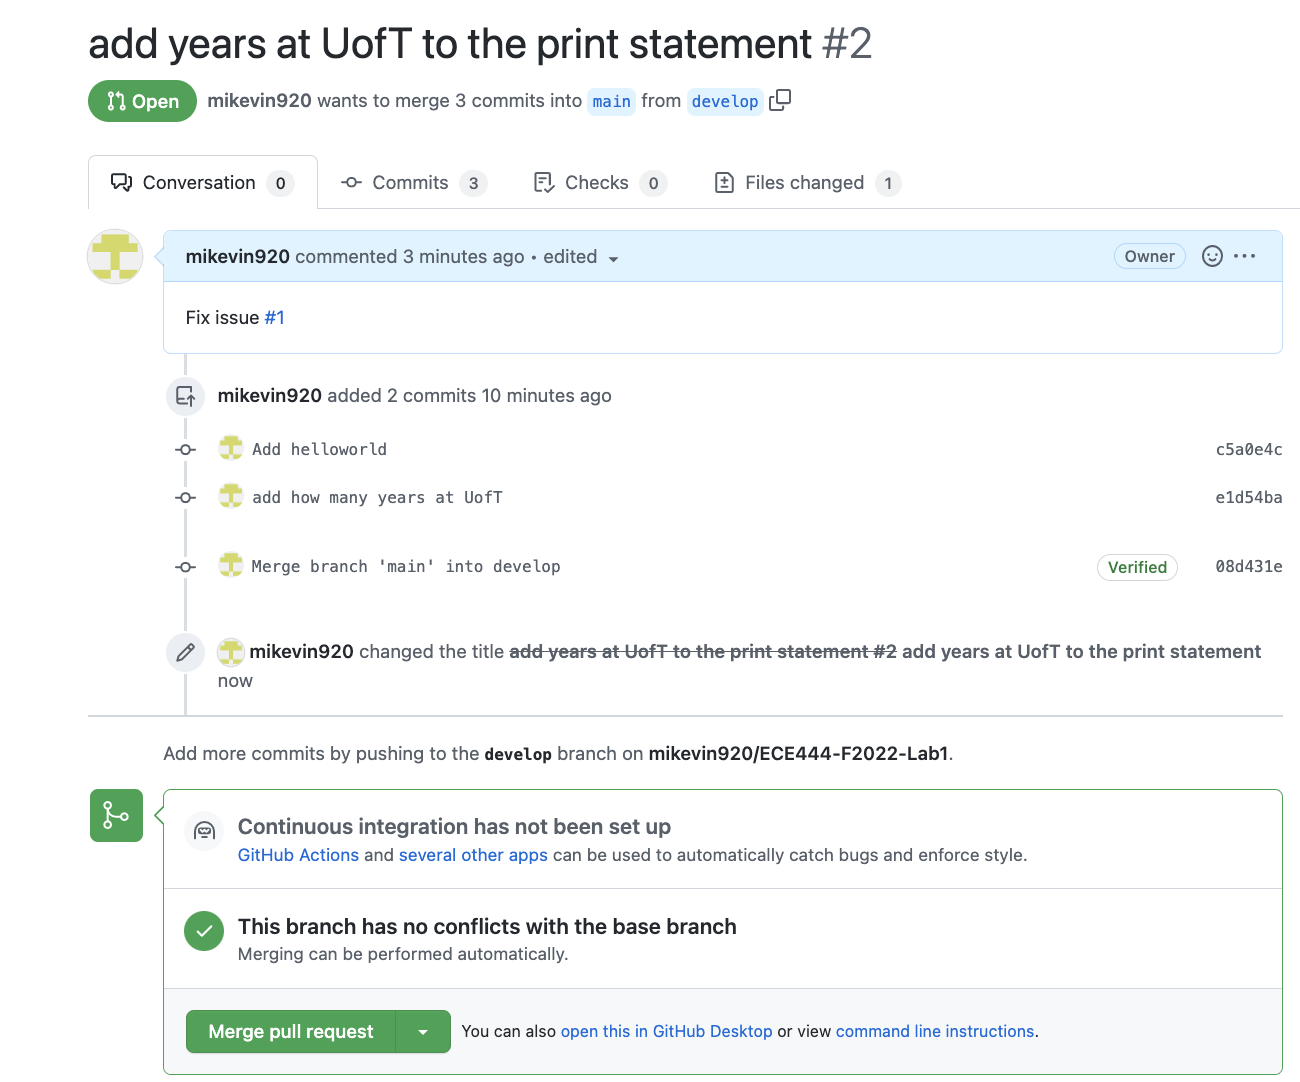 add years at UofT to the print statement #2
Open mikevin920 wants to merge 3 commits into main from develop
Conversation 0 Commits 3 Checks 0 Files changed 1
mikevin920 commented 3 minutes ago • edited Owner
Fix issue #1
mikevin920 added 2 commits 10 minutes ago
Add helloworld c5a0e4c
add how many years at UofT e1d54ba
Merge branch 'main' into develop Verified 08d431e
mikevin920 changed the title add years at UofT to the print statement #2 add years at UofT to the print statement
now
Add more commits by pushing to the develop branch on mikevin920/ECE444-F2022-Lab1.
Continuous integration has not been set up
GitHub Actions and several other apps can be used to automatically catch bugs and enforce style.
This branch has no conflicts with the base branch
Merging can be performed automatically.
Merge pull request You can also open this in GitHub Desktop or view command line instructions.